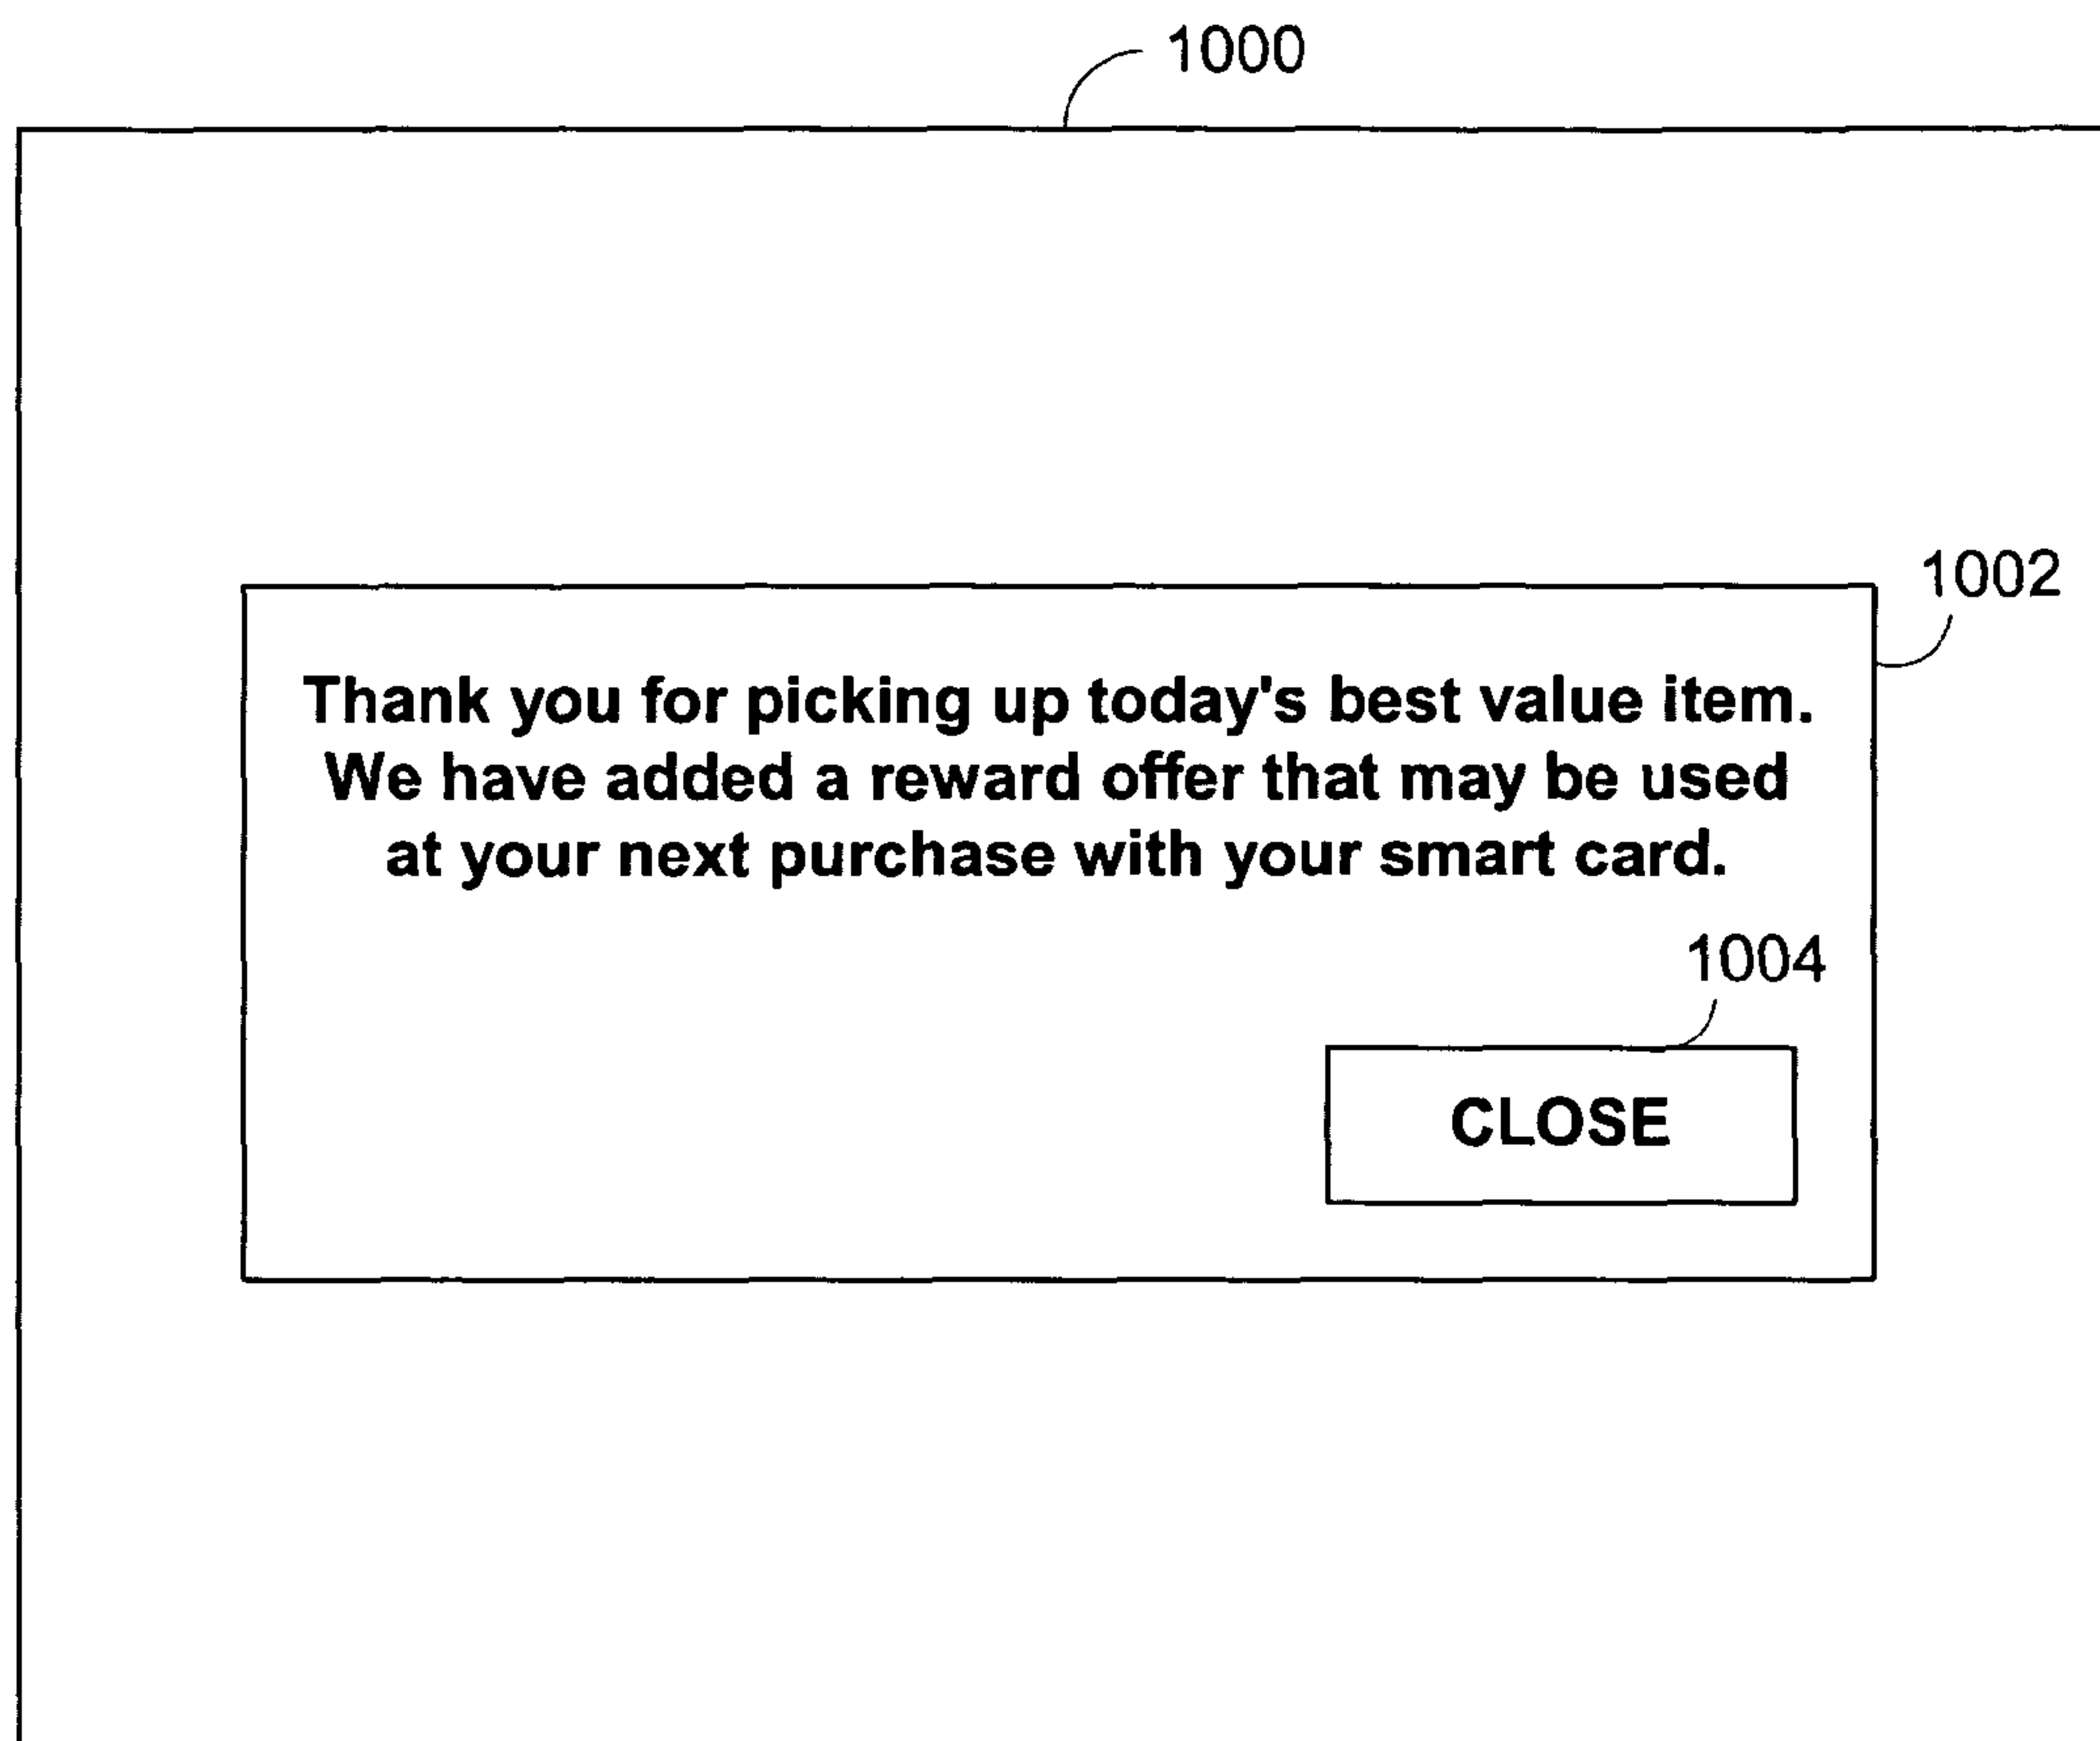 1000
1002
Thank you for picking up today's best value item.
We have added a reward offer that may be used
at your next purchase with your smart card.
1004
CLOSE